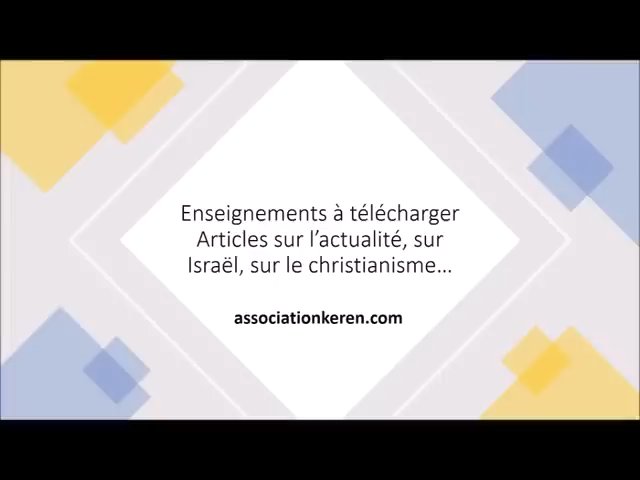 Enseignements à télécharger
Articles sur l’actualité, sur
Israël, sur le christianisme…
associationkeren.com